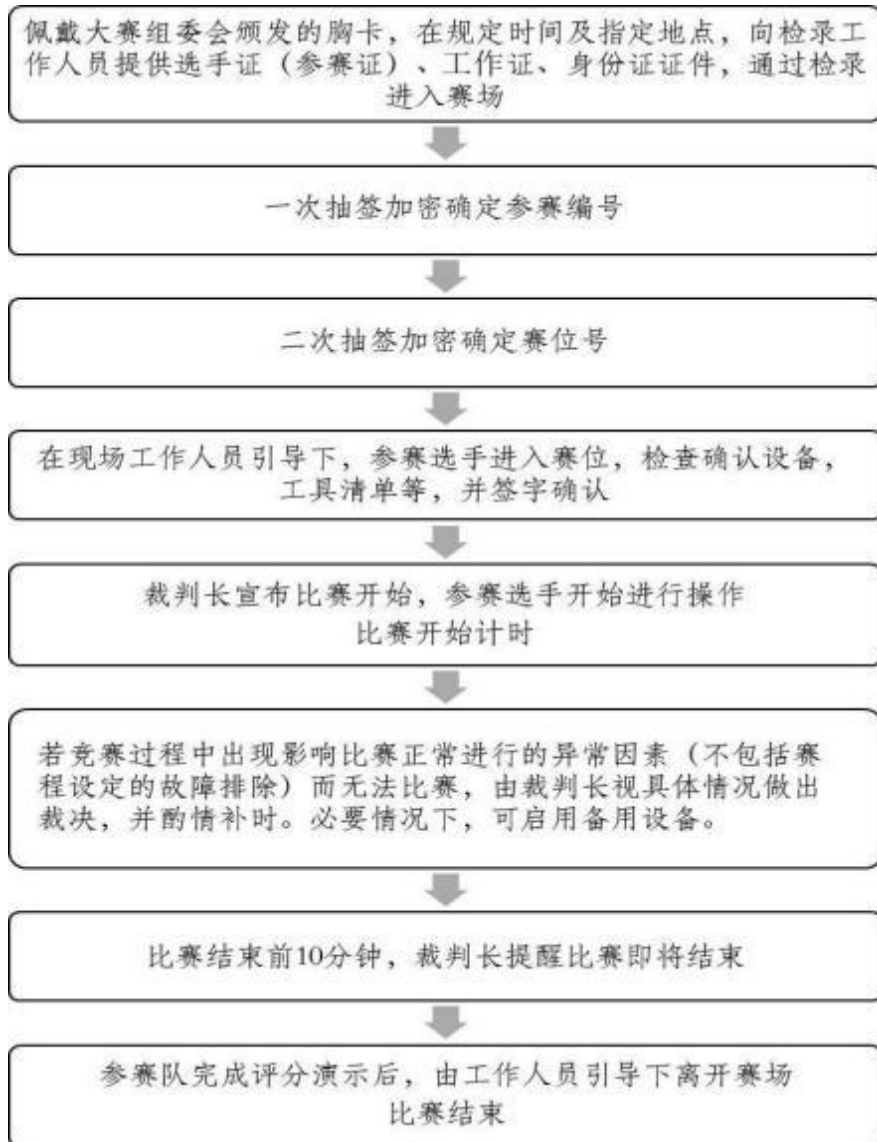 佩戴大赛组委会颁发的胸卡，在规定时间及指定地点，向检录工
作人员提供选手证（参赛证）、工作证、身份证证件，通过检录
进入赛场
一次抽签加密确定参赛编号
二次抽签加密确定赛位号
在现场工作人员引导下，参赛选手进入赛位，检查确认设备，
工具清单等，并签字确认
裁判长宣布比赛开始，参赛选手开始进行操作
比赛开始计时
若竞赛过程中出现影响比赛正常进行的异常因素（不包括赛
程设定的故障排除）而无法比赛，由裁判长视具体情况做出
裁决，并酌情补时。必要情况下，可启用备用设备。
比赛结束前10分钟，裁判长提醒比赛即将结束
参赛队完成评分演示后，由工作人员引导下离开赛场
比赛结束